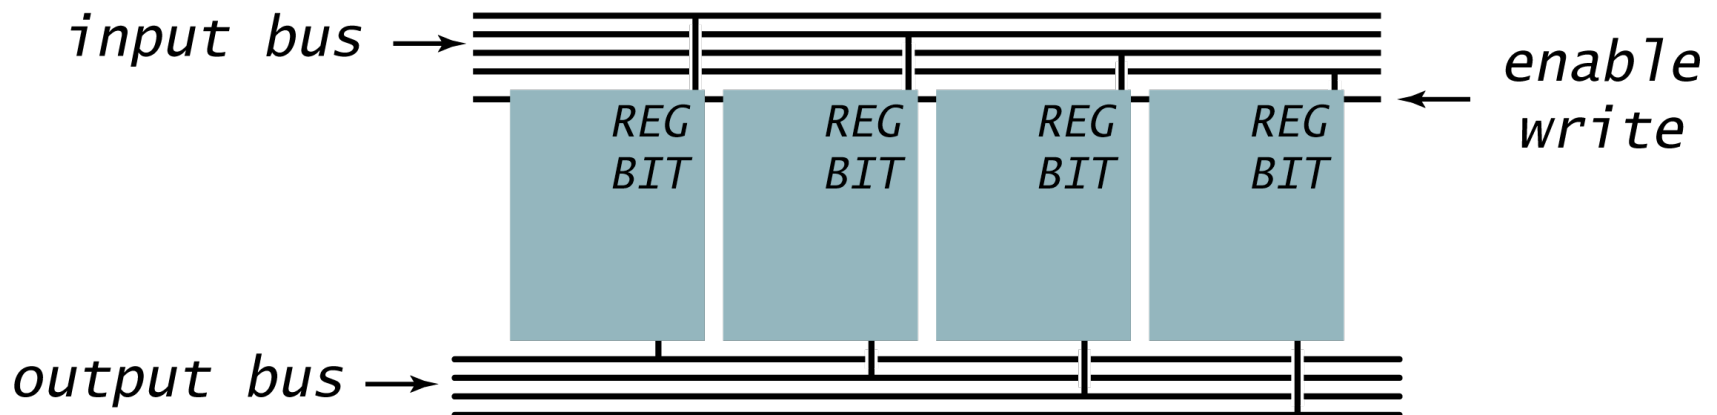 input bus
enable
write
REG
BIT
REG
BIT
REG
BIT
REG
BIT
output bus